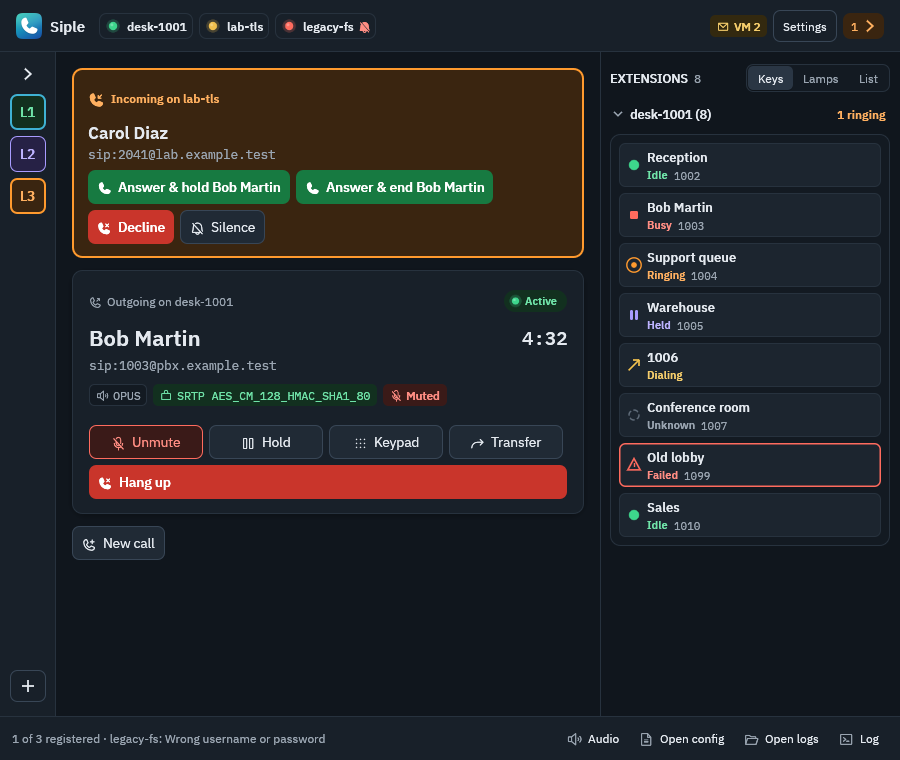 Siple desk-1001 lab-tls legacy-fs VM 2 Settings 1
L1
L2
L3
Incoming on lab-tls
Carol Diaz
sip:2041@lab.example.test
Answer & hold Bob Martin Answer & end Bob Martin
Decline Silence
Outgoing on desk-1001 Active
Bob Martin 4:32
sip:1003@pbx.example.test
OPUS SRTP AES_CM_128_HMAC_SHA1_80 Muted
Unmute Hold Keypad Transfer
Hang up
New call
EXTENSIONS 8 Keys Lamps List
desk-1001 (8) 1 ringing
Reception
Idle 1002
Bob Martin
Busy 1003
Support queue
Ringing 1004
Warehouse
Held 1005
1006
Dialing
Conference room
Unknown 1007
Old lobby
Failed 1099
Sales
Idle 1010
1 of 3 registered · legacy-fs: Wrong username or password Audio Open config Open logs Log